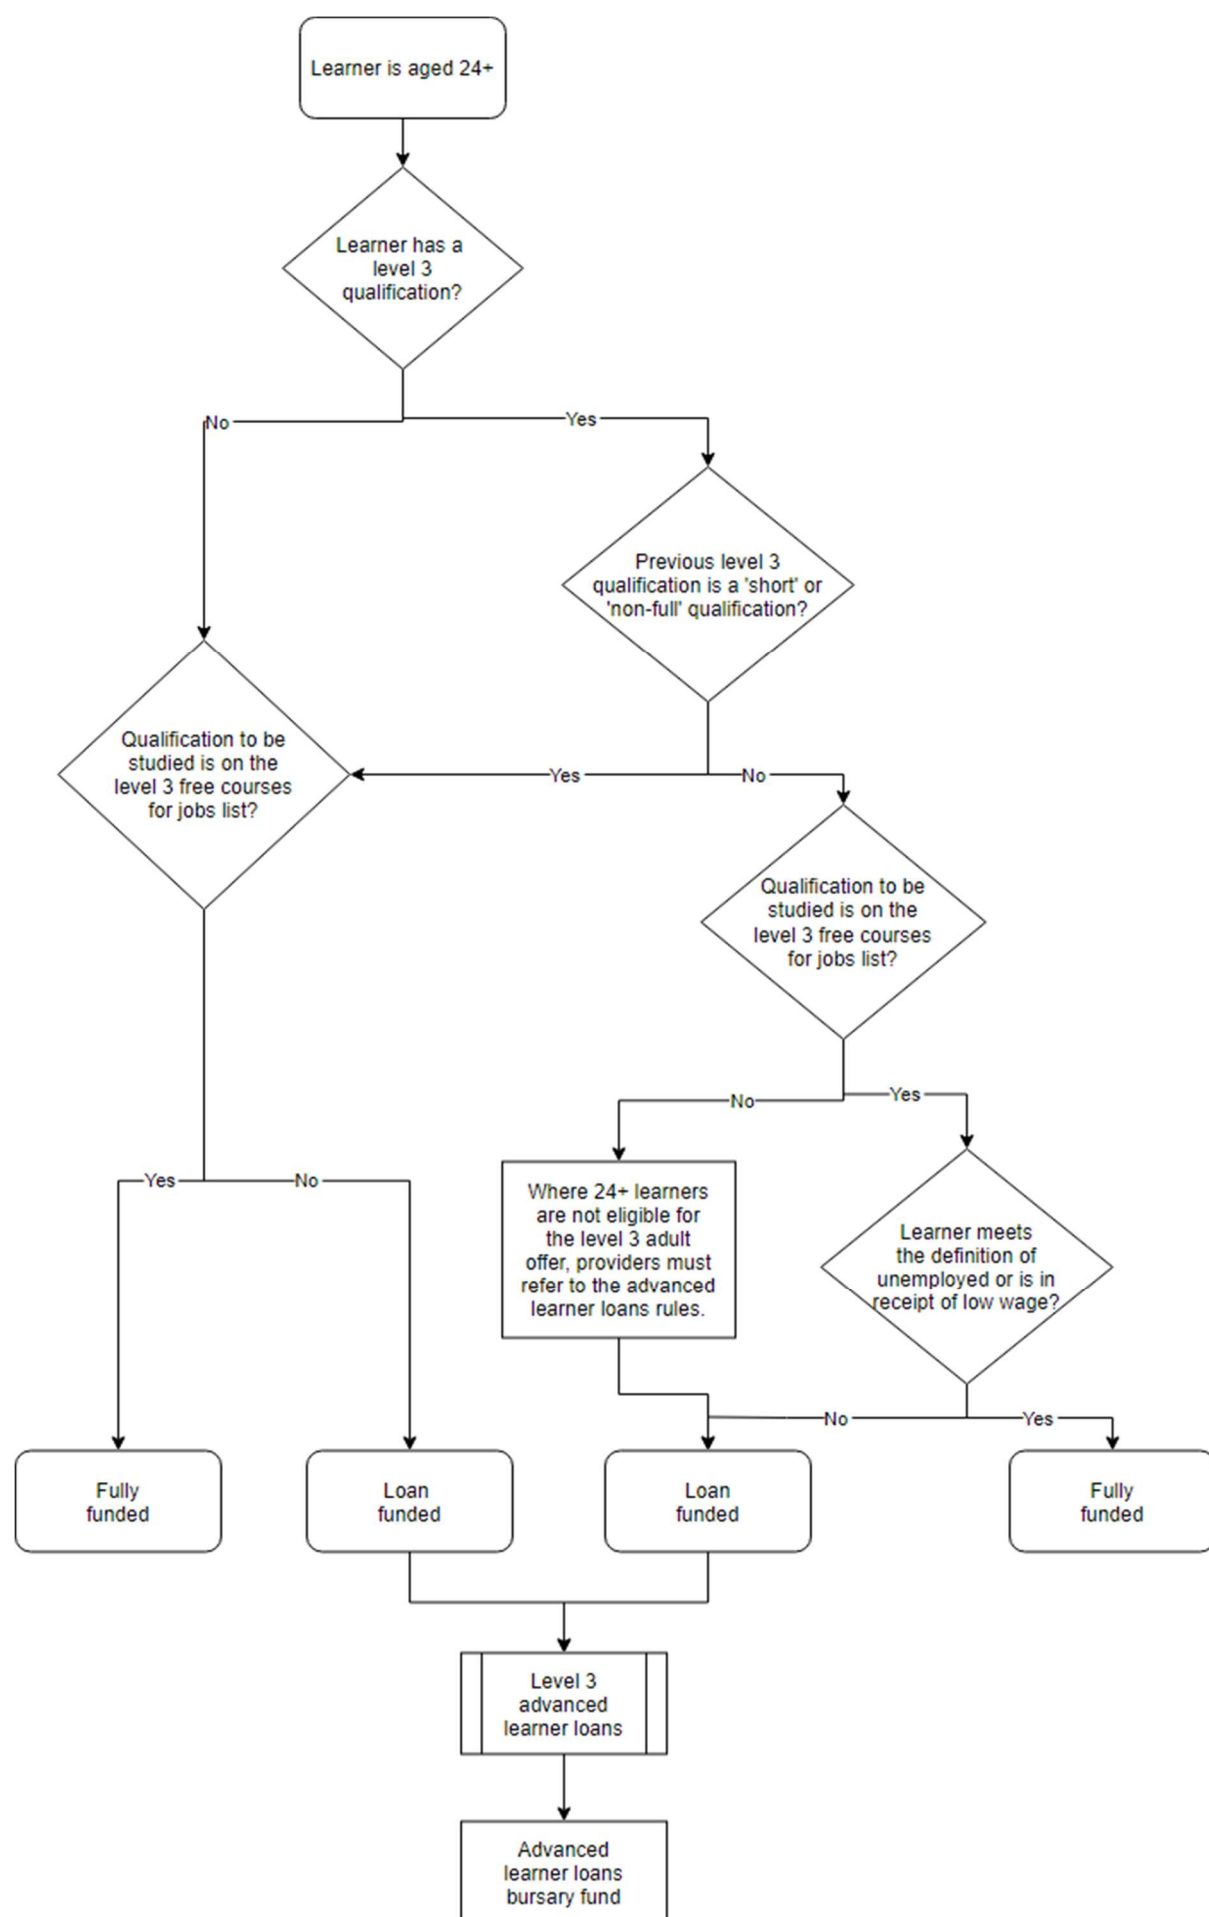 Learner is aged 24+
Learner has a
level 3
qualification?
No
Yes
Previous level 3
qualification is a 'short' or
'non-full' qualification?
Qualification to be
studied is on the
level 3 free courses
for jobs list?
Yes
No
Qualification to be
studied is on the
level 3 free courses
for jobs list?
No
Yes
Yes
No
Where 24+ learners
are not eligible for
the level 3 adult
offer, providers must
refer to the advanced
learner loans rules.
Learner meets
the definition of
unemployed or is in
receipt of low wage?
No
Yes
Fully
funded
Loan
funded
Loan
funded
Fully
funded
Level 3
advanced
learner loans
Advanced
learner loans
bursary fund